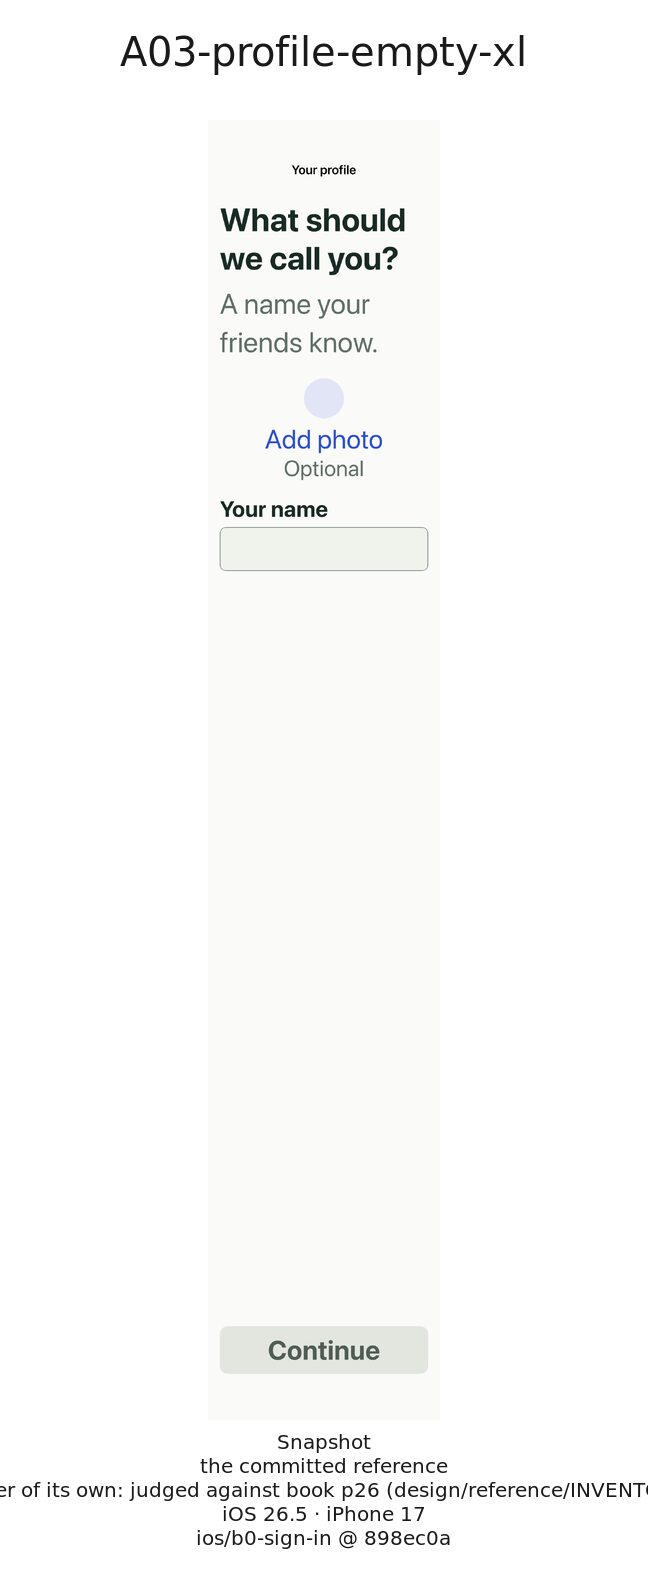 A03-profile-empty-xl
Your profile
What should
we call you?
A name your
friends know.
Add photo
Optional
Your name
Continue
Snapshot
the committed reference
of its own: judged against book p26 (design/reference/
iOS 26.5 · iPhone 17
ios/b0-sign-in @ 898ec0a